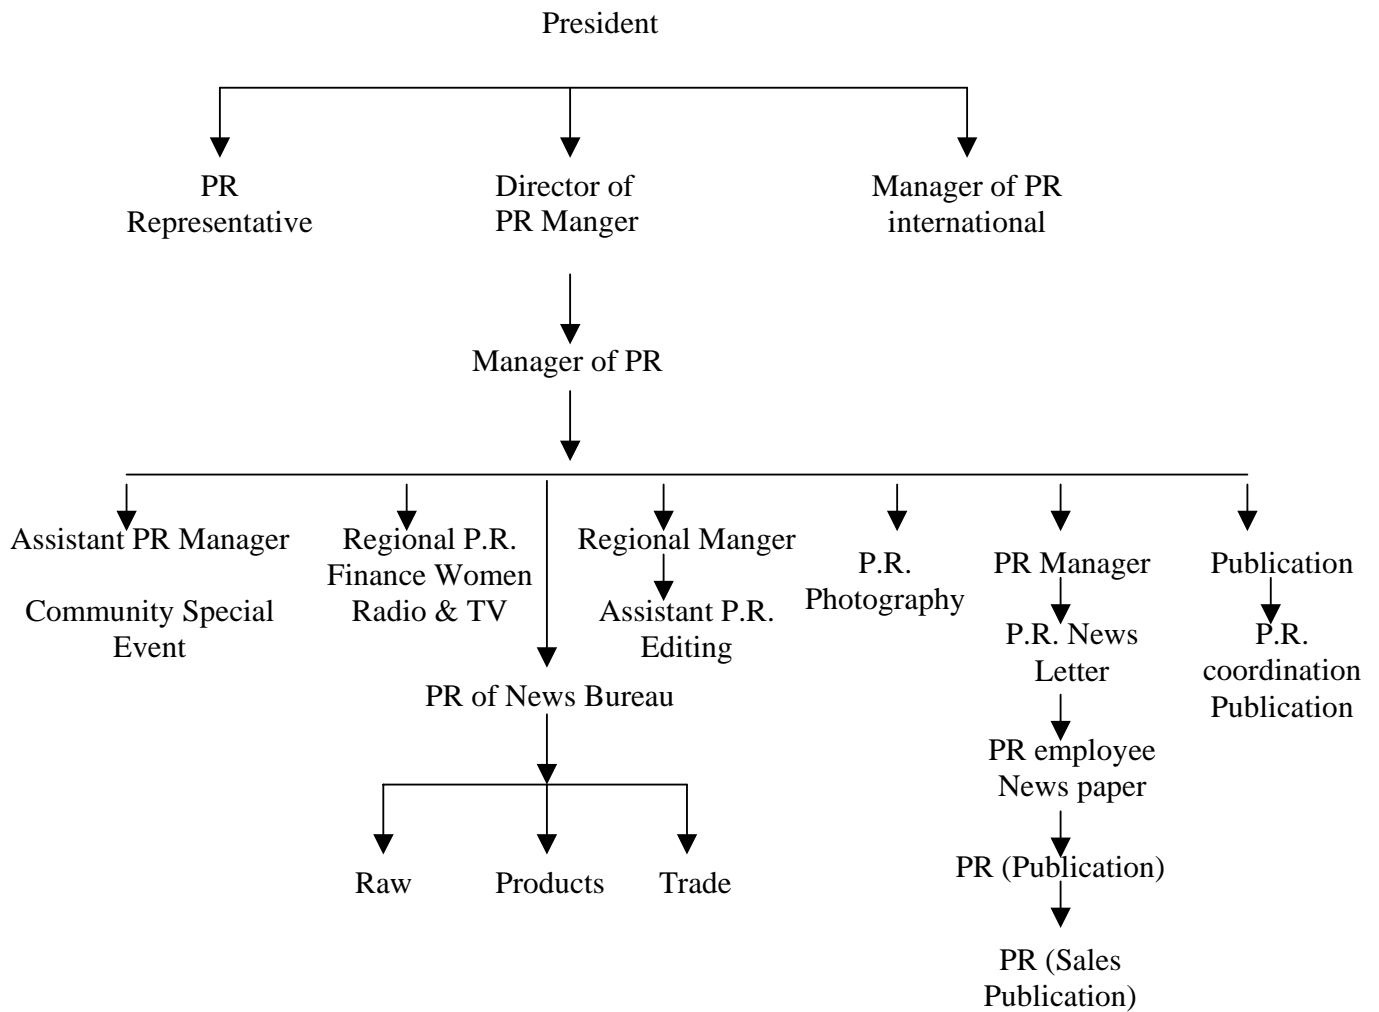 President
PR
Representative
Director of
PR Manger
Manager of PR
international
Manager of PR
Assistant PR Manager
Community Special
Event
Regional P.R.
Finance Women
Radio & TV
PR of News Bureau
Raw
Products
Trade
Regional Manger
Assistant P.R.
Editing
P.R.
Photography
PR Manager
P.R. News
Letter
PR employee
News paper
PR (Publication)
PR (Sales
Publication)
Publication
P.R.
coordination
Publication